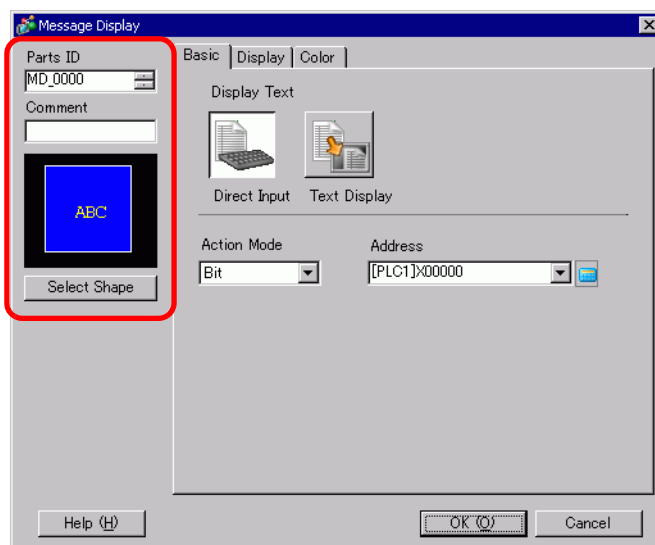 Message Display
Parts ID
MD_0000
Comment
ABC
Select Shape
Basic Display Color
Display Text
Direct Input Text Display
Action Mode Address
Bit [PLC1]X00000
Help (H) OK (O) Cancel